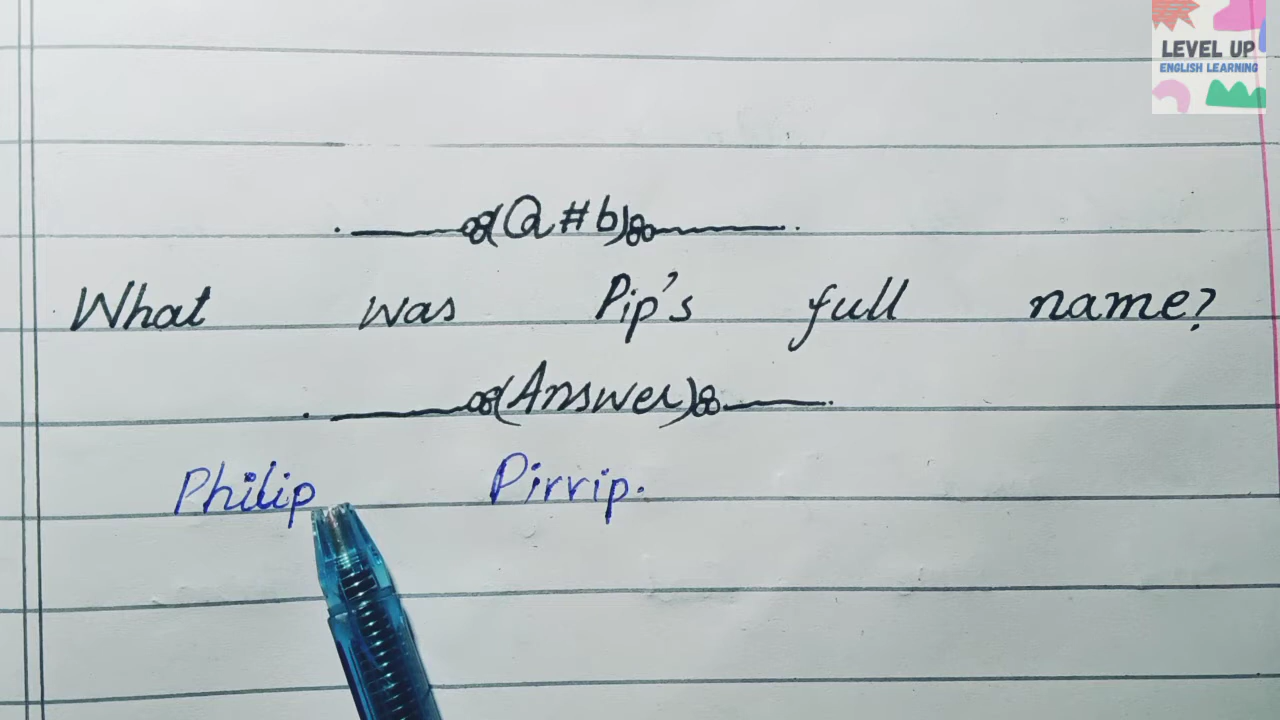 LEVEL UP
ENGLISH LEARNING
(Q#b)
What was Pip's full name?
(Answer)
Philip Pirrip.